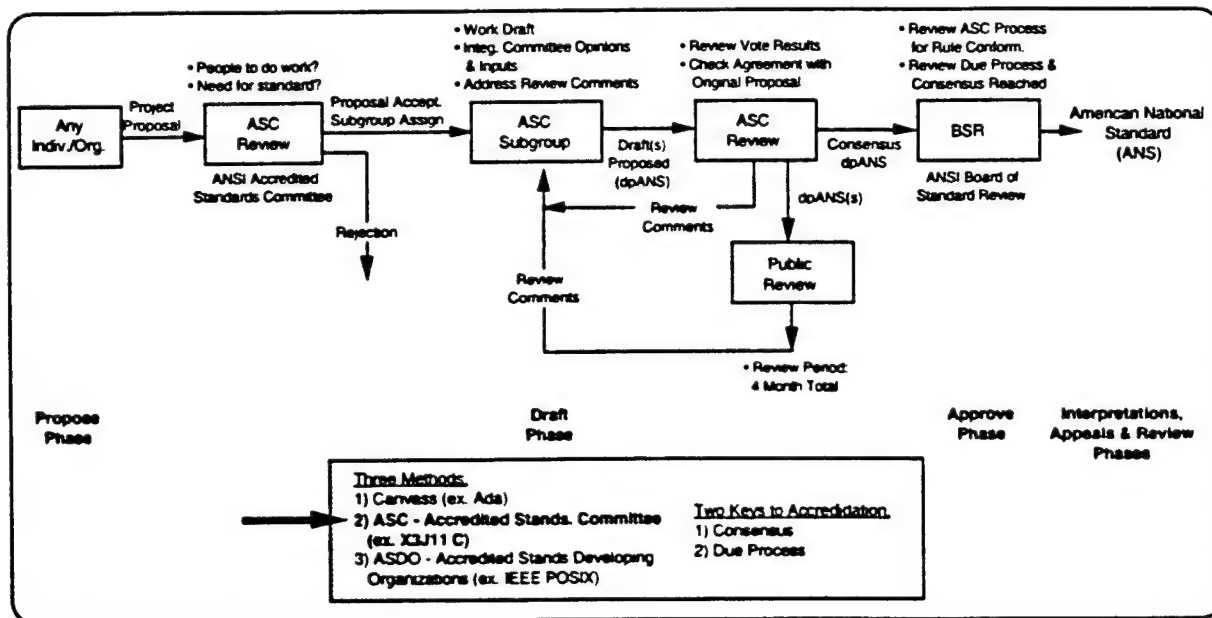 • People to do work?
• Need for standard?
• Work Draft
• Integ. Committee Opinions
& Inputs
• Address Review Comments
• Review Vote Results
• Check Agreement with
Original Proposal
• Review ASC Process
for Rule Conform.
• Review Due Process &
Consensus Reached
Any
Indiv./Org.
Project
Proposal
ASC
Review
ANSI Accredited
Standards Committee
Rejection
Proposal Accept.
Subgroup Assign
ASC
Subgroup
Draft(s)
Proposed
(dpANS)
ASC
Review
Consensus
dpANS
BSR
ANSI Board of
Standard Review
American National
Standard
(ANS)
Review
Comments
dpANS(s)
Public
Review
Review
Comments
• Review Period:
4 Month Total
Propose
Phase
Draft
Phase
Approve
Phase
Interpretations,
Appeals & Review
Phases
Three Methods
1) Canvass (ex. Ada)
2) ASC - Accredited Stands. Committee
(ex. X3J11 C)
3) ASDO - Accredited Stands Developing
Organizations (ex. IEEE POSIX)
Two Keys to Accredidation
1) Consensus
2) Due Process